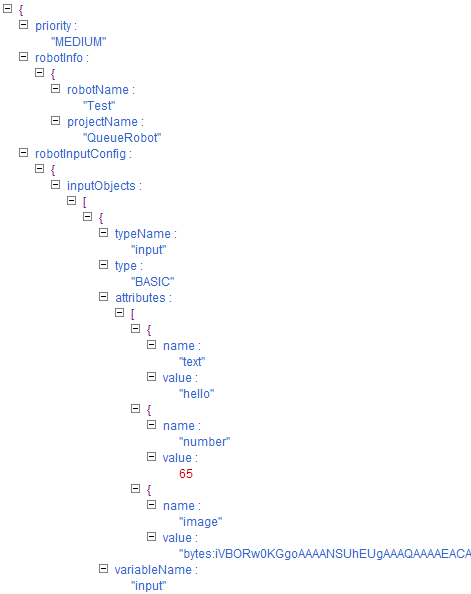 {
priority :
"MEDIUM"
robotInfo :
{
robotName :
"Test"
projectName :
"QueueRobot"
robotInputConfig :
{
inputObjects :
[
{
typeName :
"input"
type :
"BASIC"
attributes :
[
{
name :
"text"
value :
"hello"
{
name :
"number"
value :
65
{
name :
"image"
value :
"bytes:iVBORw0KGgoAAAANSUhEUgAAAQAAAAEACA
variableName :
"input"